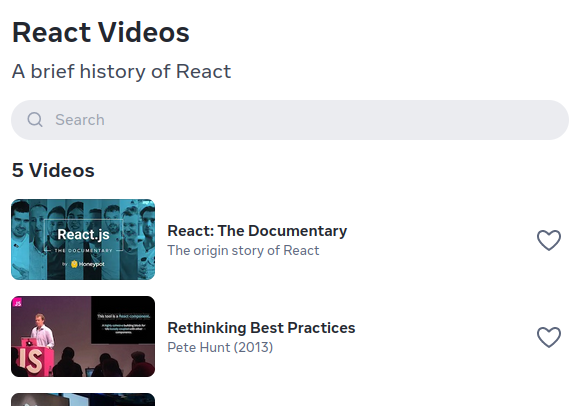 React Videos
A brief history of React
Search
5 Videos
React.js
THE DOCUMENTARY
by Honeypot
React: The Documentary
The origin story of React
JS
This tool is a React component.
JS
Rethinking Best Practices
Pete Hunt (2013)